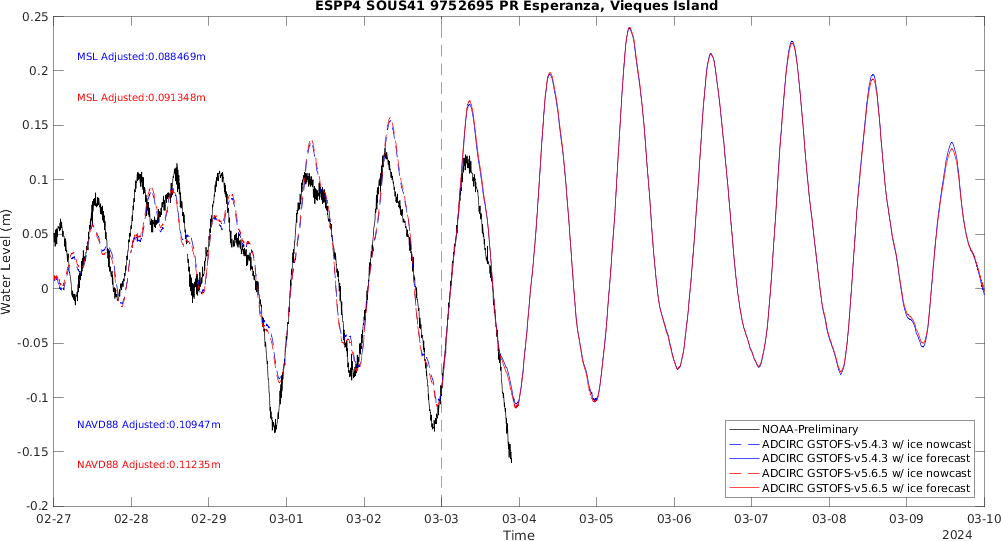 ESPP4 SOUS41 9752695 PR Esperanza, Vieques Island
0.25
0.2
0.15
0.1
0.05
0
-0.05
-0.1
-0.15
-0.2
Water Level (m)
MSL Adjusted:0.088469m
MSL Adjusted:0.091348m
NAVD88 Adjusted:0.10947m
NAVD88 Adjusted:0.11235m
NOAA-Preliminary
ADCIRC GSTOFS-v5.4.3 w/ ice nowcast
ADCIRC GSTOFS-v5.4.3 w/ ice forecast
ADCIRC GSTOFS-v5.6.5 w/ ice nowcast
ADCIRC GSTOFS-v5.6.5 w/ ice forecast
02-27 02-28 02-29 03-01 03-02 03-03 03-04 03-05 03-06 03-07 03-08 03-09 03-10
Time
2024